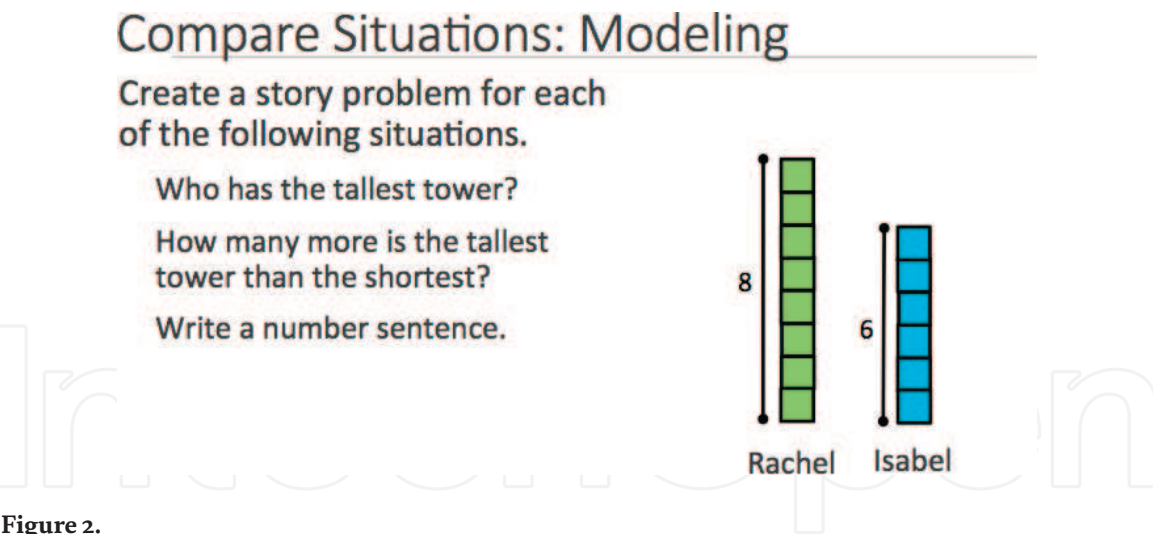 Compare Situations: Modeling
Create a story problem for each
of the following situations.
Who has the tallest tower?
How many more is the tallest
tower than the shortest?
Write a number sentence.
8
6
Rachel
Isabel
Figure 2.